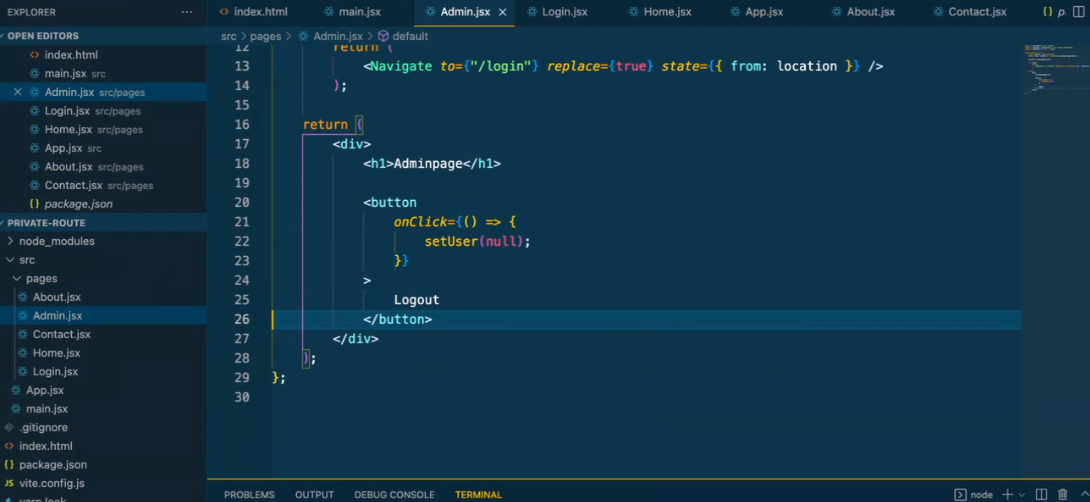 EXPLORER ...
index.html main.jsx Admin.jsx Login.jsx Home.jsx App.jsx About.jsx Contact.jsx
OPEN EDITORS
index.html
main.jsx src
Admin.jsx src/pages
Login.jsx src/pages
Home.jsx src/pages
App.jsx src
About.jsx src/pages
Contact.jsx src/pages
{} package.json
PRIVATE-ROUTE
node_modules
src
pages
About.jsx
Admin.jsx
Contact.jsx
Home.jsx
Login.jsx
App.jsx
main.jsx
.gitignore
index.html
{} package.json
JS vite.config.js
yarn.lock
src > pages > Admin.jsx > default
12 return (
13 <Navigate to={"/login"} replace={true} state={{ from: location }} />
14 );
15
16 return (
17 <div>
18 <h1>Adminpage</h1>
19
20 <button
21 onClick={() => {
22 setUser(null);
23 }}
24 >
25 Logout
26 </button>
27 </div>
28 );
29 };
30
PROBLEMS OUTPUT DEBUG CONSOLE TERMINAL node